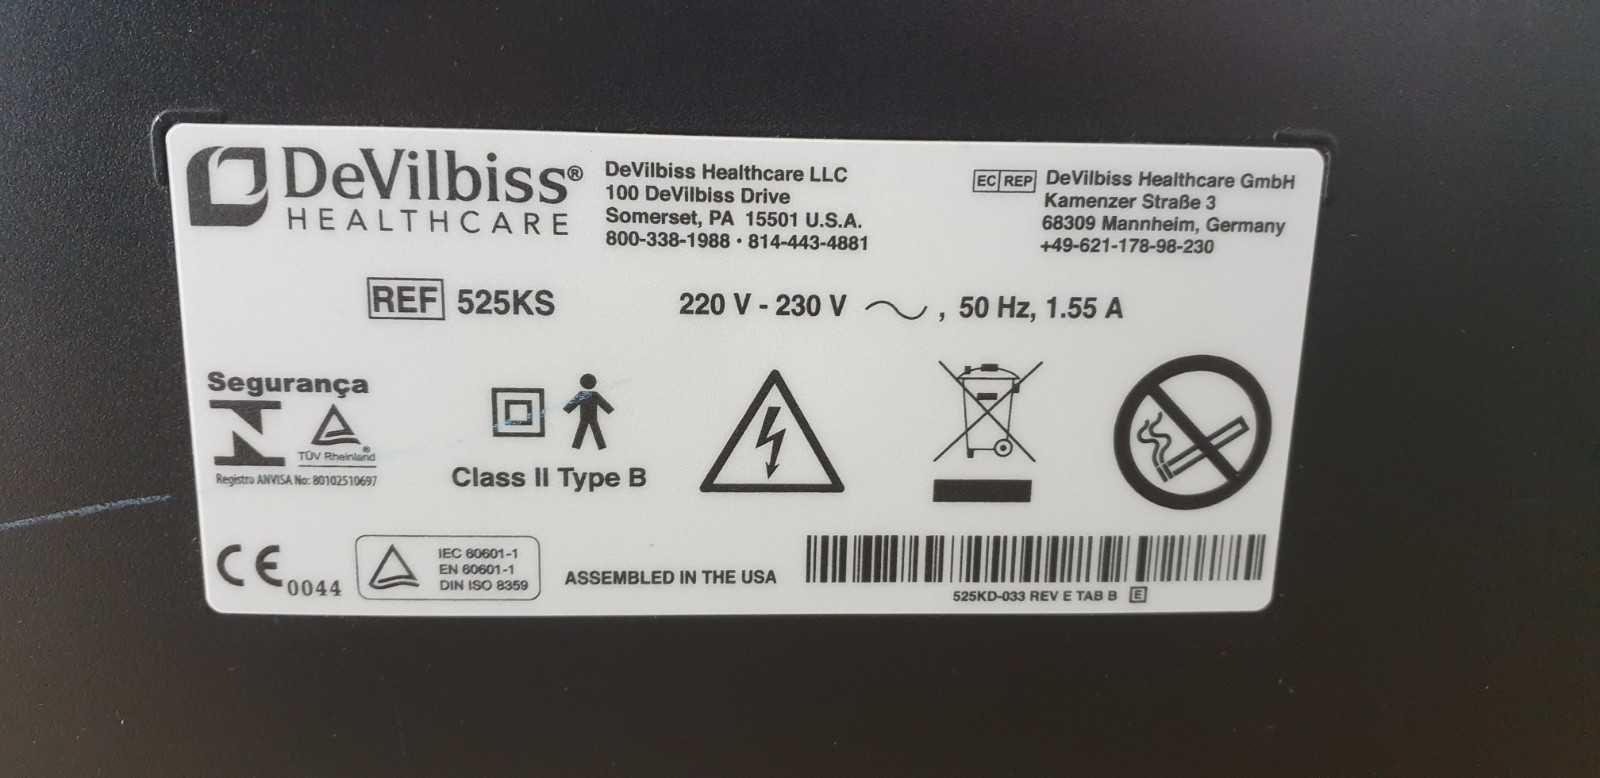 DeVilbiss®
HEALTHCARE
DeVilbiss Healthcare LLC
100 DeVilbiss Drive
Somerset, PA 15501 U.S.A.
800-338-1988 • 814-443-4881
EC REP DeVilbiss Healthcare GmbH
Kamenzer Straße 3
68309 Mannheim, Germany
+49-621-178-98-230
REF 525KS
220 V - 230 V ~, 50 Hz, 1.55 A
Segurança
TÜV Rheinland®
Registro ANVISA No: 80102510697
Class II Type B
CE 0044
IEC 60601-1
EN 60601-1
DIN ISO 8359
ASSEMBLED IN THE USA
525KD-033 REV E TAB B E